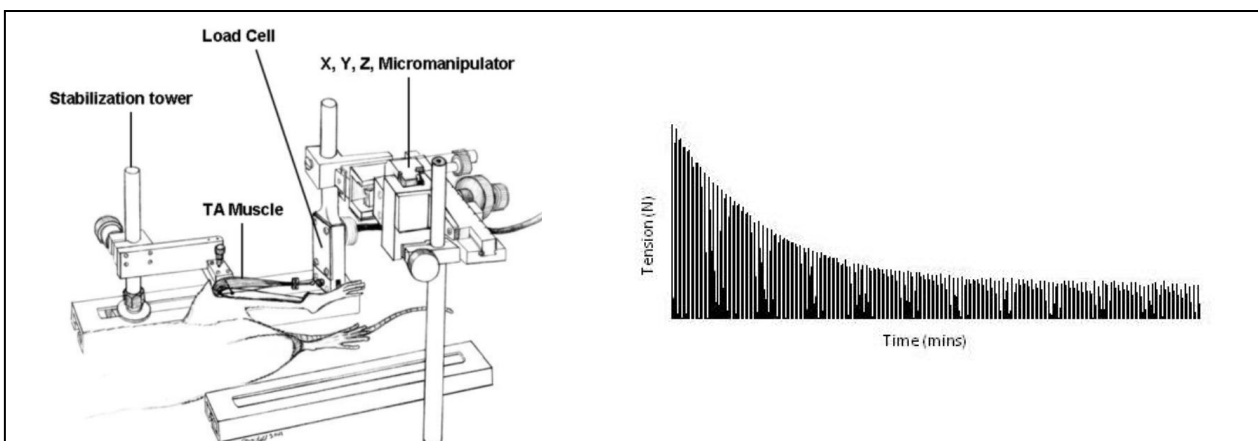 Load Cell
X, Y, Z, Micromanipulator
Stabilization tower
TA Muscle
Tension (N)
Time (mins)